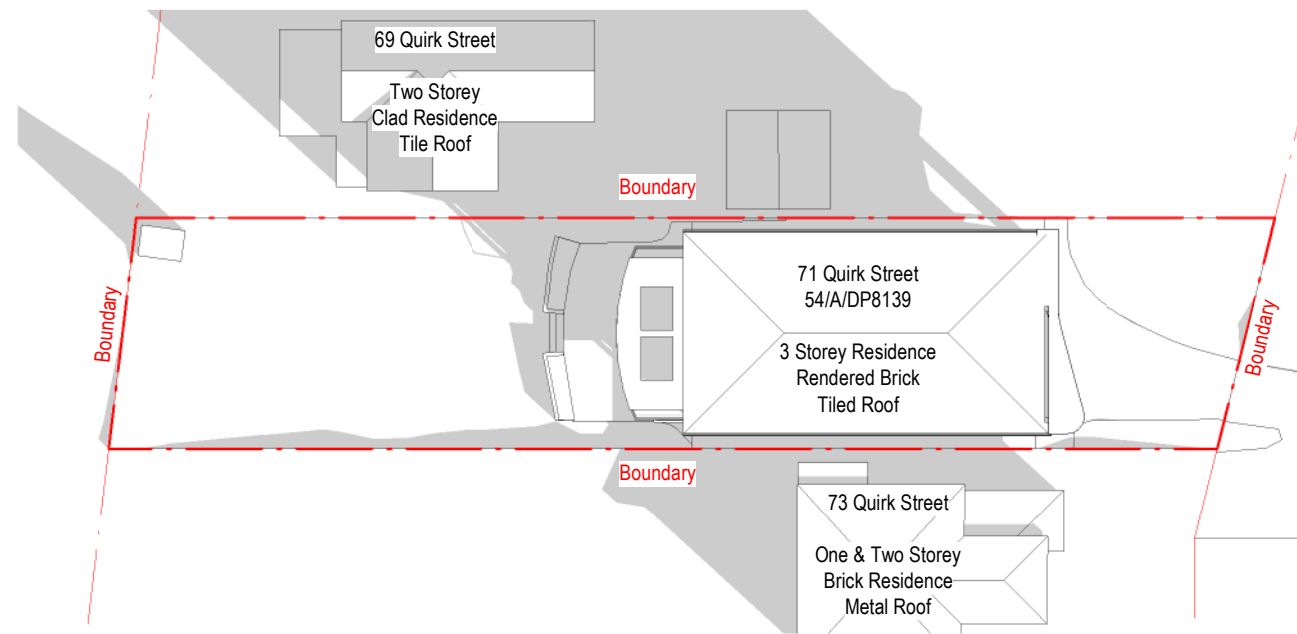 69 Quirk Street
Two Storey
Clad Residence
Tile Roof
Boundary
71 Quirk Street
54/A/DP8139
3 Storey Residence
Rendered Brick
Tiled Roof
Boundary
Boundary
Boundary
73 Quirk Street
One & Two Storey
Brick Residence
Metal Roof